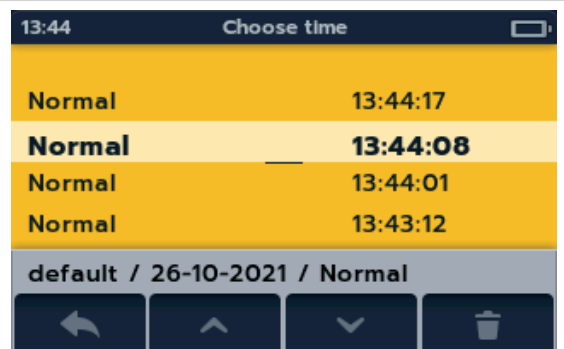 13:44 Choose time
Normal 13:44:17
Normal 13:44:08
Normal 13:44:01
Normal 13:43:12
default / 26-10-2021 / Normal